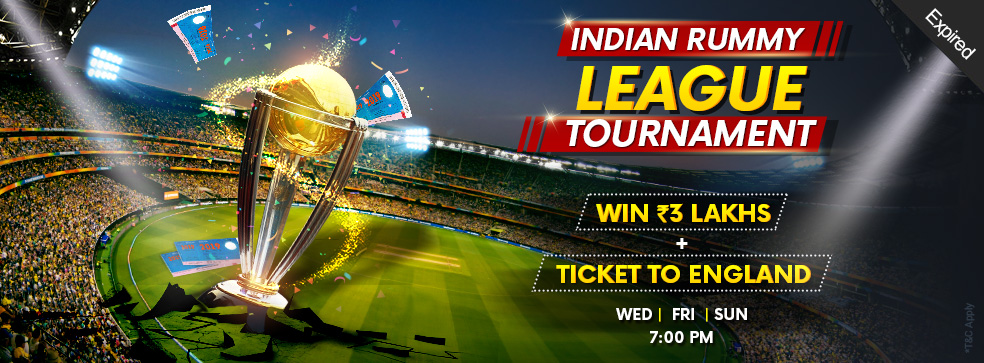 Expired
INDIAN RUMMY
LEAGUE
TOURNAMENT
WIN ₹3 LAKHS
+
TICKET TO ENGLAND
WED | FRI | SUN
7:00 PM
*T&C Apply